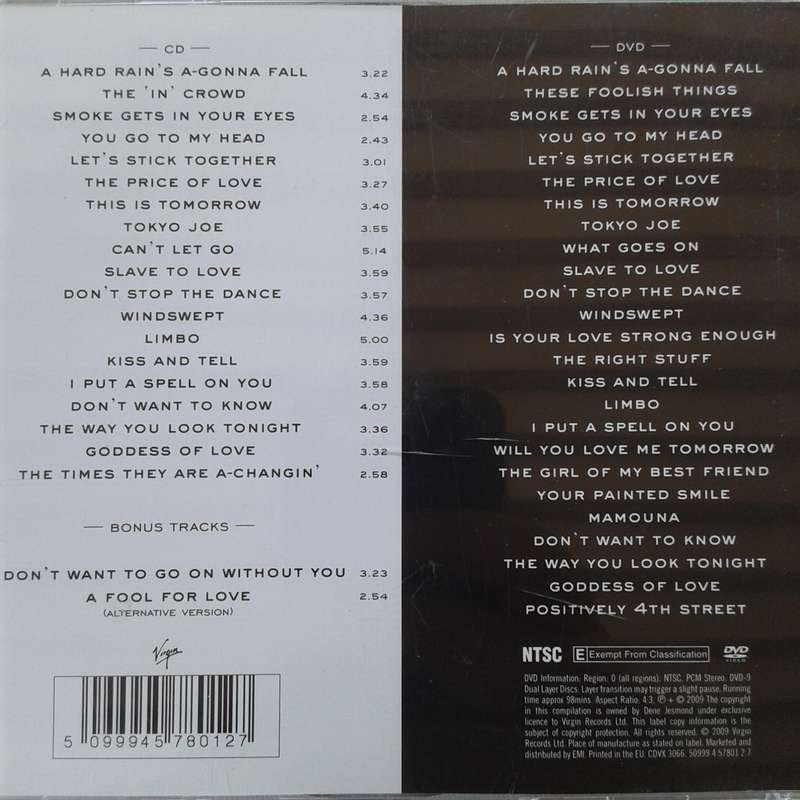 — CD —
A HARD RAIN'S A-GONNA FALL 3.22
THE 'IN' CROWD 4.34
SMOKE GETS IN YOUR EYES 2.54
YOU GO TO MY HEAD 2.43
LET'S STICK TOGETHER 3.01
THE PRICE OF LOVE 3.27
THIS IS TOMORROW 3.40
TOKYO JOE 3.55
CAN'T LET GO 5.14
SLAVE TO LOVE 3.59
DON'T STOP THE DANCE 3.57
WINDSWEPT 4.36
LIMBO 5.00
KISS AND TELL 3.59
I PUT A SPELL ON YOU 3.58
DON'T WANT TO KNOW 4.07
THE WAY YOU LOOK TONIGHT 3.36
GODDESS OF LOVE 3.32
THE TIMES THEY ARE A-CHANGIN' 2.58
— BONUS TRACKS —
DON'T WANT TO GO ON WITHOUT YOU 3.23
A FOOL FOR LOVE 2.54
(ALTERNATIVE VERSION)
Virgin
5 099945 780127
— DVD —
A HARD RAIN'S A-GONNA FALL
THESE FOOLISH THINGS
SMOKE GETS IN YOUR EYES
YOU GO TO MY HEAD
LET'S STICK TOGETHER
THE PRICE OF LOVE
THIS IS TOMORROW
TOKYO JOE
WHAT GOES ON
SLAVE TO LOVE
DON'T STOP THE DANCE
WINDSWEPT
IS YOUR LOVE STRONG ENOUGH
THE RIGHT STUFF
KISS AND TELL
LIMBO
I PUT A SPELL ON YOU
WILL YOU LOVE ME TOMORROW
THE GIRL OF MY BEST FRIEND
YOUR PAINTED SMILE
MAMOUNA
DON'T WANT TO KNOW
THE WAY YOU LOOK TONIGHT
GODDESS OF LOVE
POSITIVELY 4TH STREET
NTSC E Exempt From Classification DVD VIDEO
DVD Information: Region: 0 (all regions). NTSC. PCM Stereo. DVD-9
Dual Layer Discs. Layer transition may trigger a slight pause. Running
time approx 98mins. Aspect Ratio: 4:3. ℗ + © 2009 The copyright
in this compilation is owned by Dene Jesmond under exclusive
licence to Virgin Records Ltd. This label copy information is the
subject of copyright protection. All rights reserved. © 2009 Virgin
Records Ltd. Place of manufacture as stated on label. Marketed and
distributed by EMI. Printed in the EU. CDVX 3066. 50999 4 57801 2 7